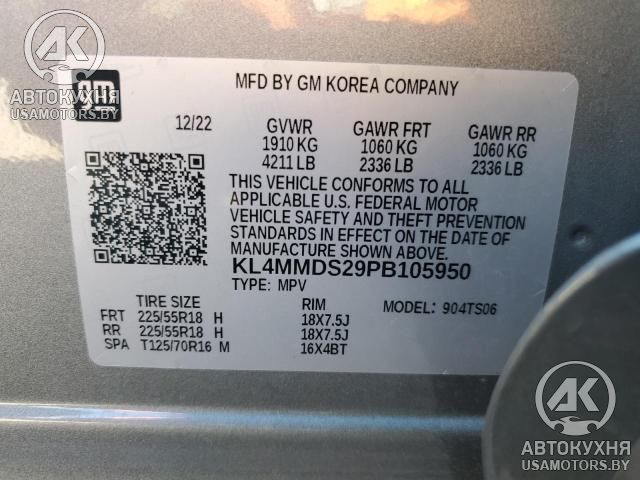 AK
АВТОКУХНЯ
USAMOTORS.BY
gm
MFD BY GM KOREA COMPANY
12/22 GVWR GAWR FRT GAWR RR
1910 KG 1060 KG 1060 KG
4211 LB 2336 LB 2336 LB
THIS VEHICLE CONFORMS TO ALL
APPLICABLE U.S. FEDERAL MOTOR
VEHICLE SAFETY AND THEFT PREVENTION
STANDARDS IN EFFECT ON THE DATE OF
MANUFACTURE SHOWN ABOVE.
KL4MMDS29PB105950
TYPE: MPV MODEL: 904TS06
TIRE SIZE RIM
FRT 225/55R18 H 18X7.5J
RR 225/55R18 H 18X7.5J
SPA T125/70R16 M 16X4BT
AK
АВТОКУХНЯ
USAMOTORS.BY